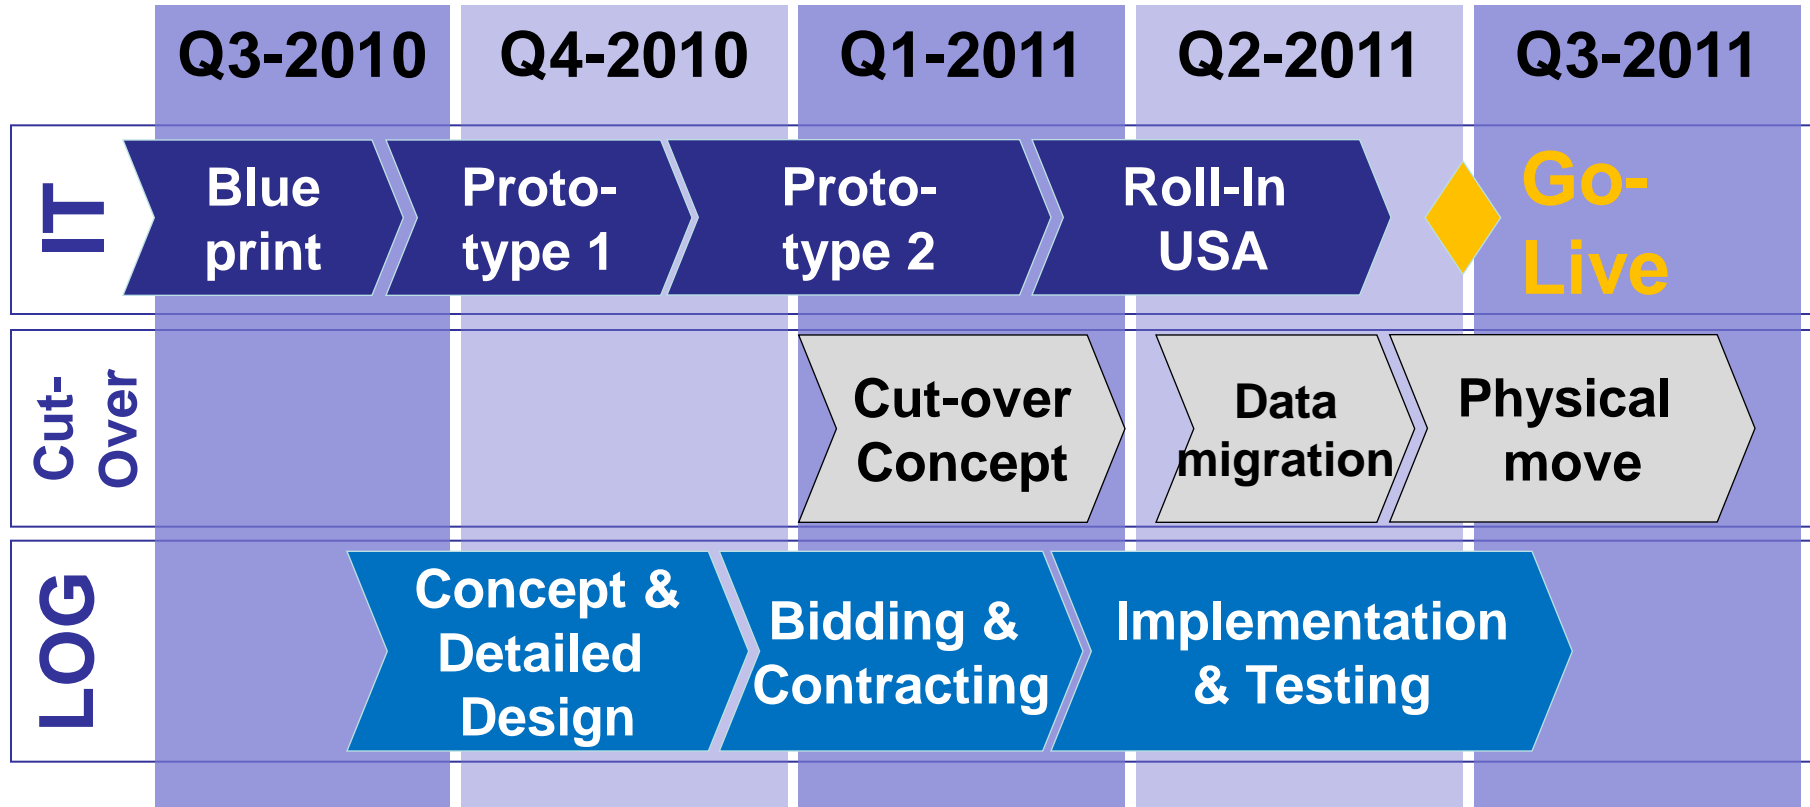 Q3-2010 Q4-2010 Q1-2011 Q2-2011 Q3-2011
IT
Blue
print
Proto-
type 1
Proto-
type 2
Roll-In
USA
Go-
Live
Cut-
Over
Cut-over
Concept
Data
migration
Physical
move
LOG
Concept &
Detailed
Design
Bidding &
Contracting
Implementation
& Testing